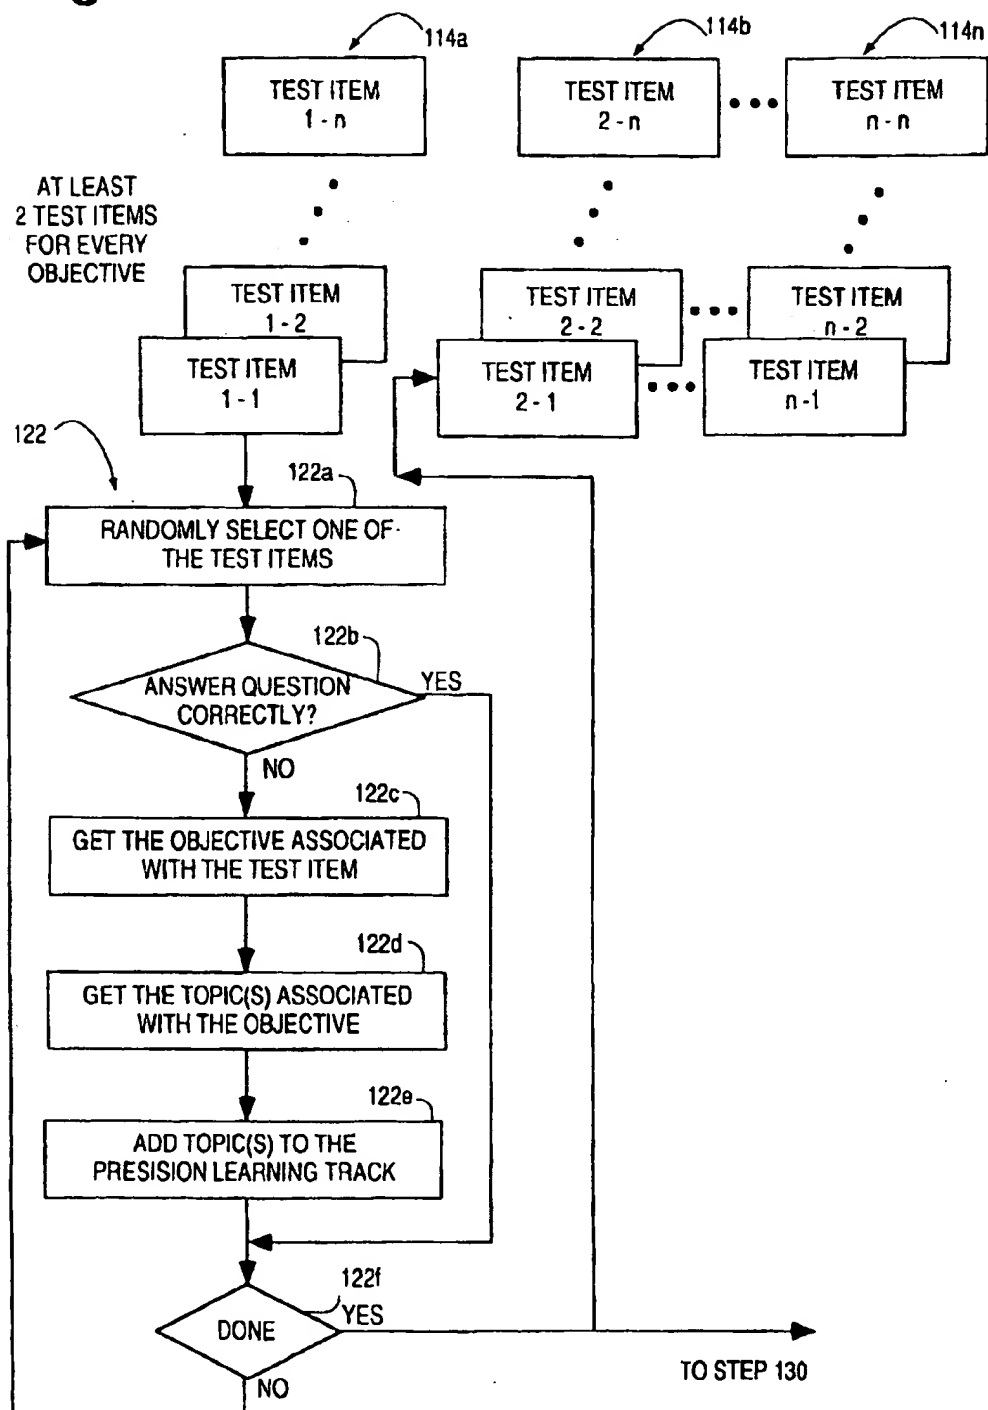 114a
114b
114n
TEST ITEM
1 - n
TEST ITEM
2 - n
TEST ITEM
n - n
AT LEAST
2 TEST ITEMS
FOR EVERY
OBJECTIVE
TEST ITEM
1 - 2
TEST ITEM
2 - 2
TEST ITEM
n - 2
TEST ITEM
1 - 1
TEST ITEM
2 - 1
TEST ITEM
n - 1
122
122a
RANDOMLY SELECT ONE OF
THE TEST ITEMS
122b
ANSWER QUESTION
CORRECTLY?
YES
NO
122c
GET THE OBJECTIVE ASSOCIATED
WITH THE TEST ITEM
122d
GET THE TOPIC(S) ASSOCIATED
WITH THE OBJECTIVE
122e
ADD TOPIC(S) TO THE
PRESISION LEARNING TRACK
122f
DONE
YES
TO STEP 130
NO